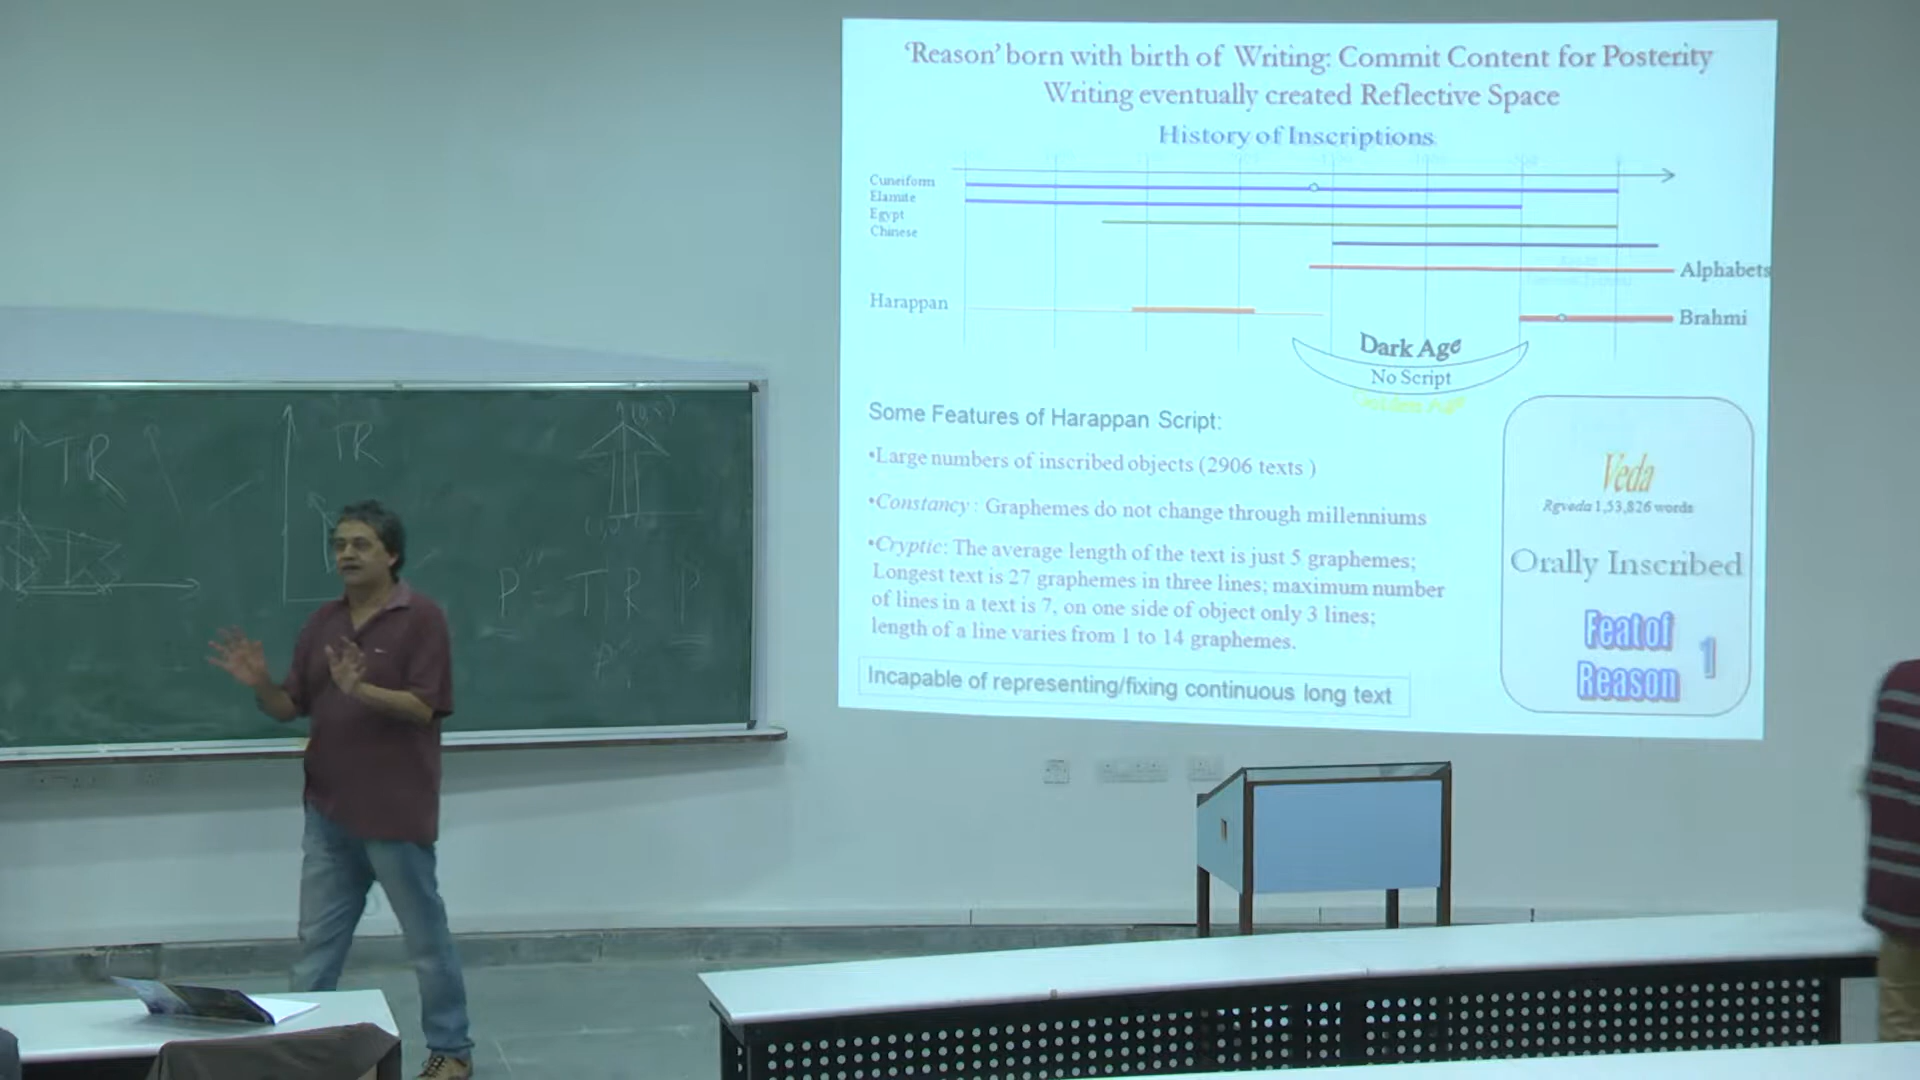 'Reason' born with birth of Writing: Commit Content for Posterity
Writing eventually created Reflective Space
History of Inscriptions
Cuneiform
Elamite
Egypt
Chinese
Alphabets
Harappan
Brahmi
Dark Age
No Script
Golden Age
Some Features of Harappan Script:
•Large numbers of inscribed objects (2906 texts )
•Constancy : Graphemes do not change through millenniums
•Cryptic: The average length of the text is just 5 graphemes;
Longest text is 27 graphemes in three lines; maximum number
of lines in a text is 7, on one side of object only 3 lines;
length of a line varies from 1 to 14 graphemes.
Incapable of representing/fixing continuous long text
Veda
Rgveda 1,53,826 words
Orally Inscribed
Feat of
Reason 1
TR
TR
P'' = TR P